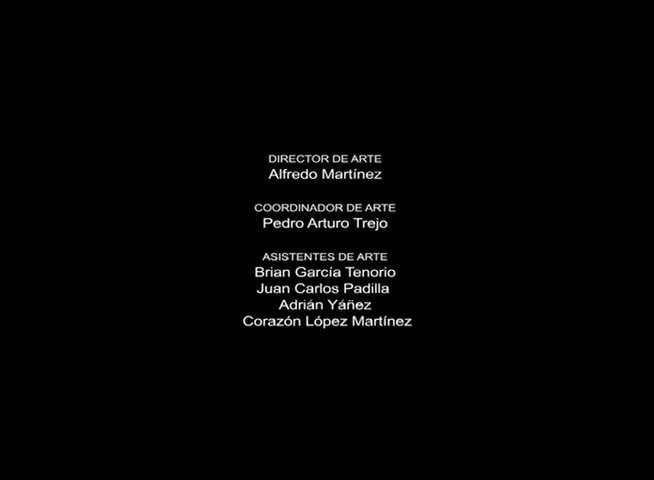 DIRECTOR DE ARTE
Alfredo Martínez
COORDINADOR DE ARTE
Pedro Arturo Trejo
ASISTENTES DE ARTE
Brian García Tenorio
Juan Carlos Padilla
Adrián Yáñez
Corazón López Martínez